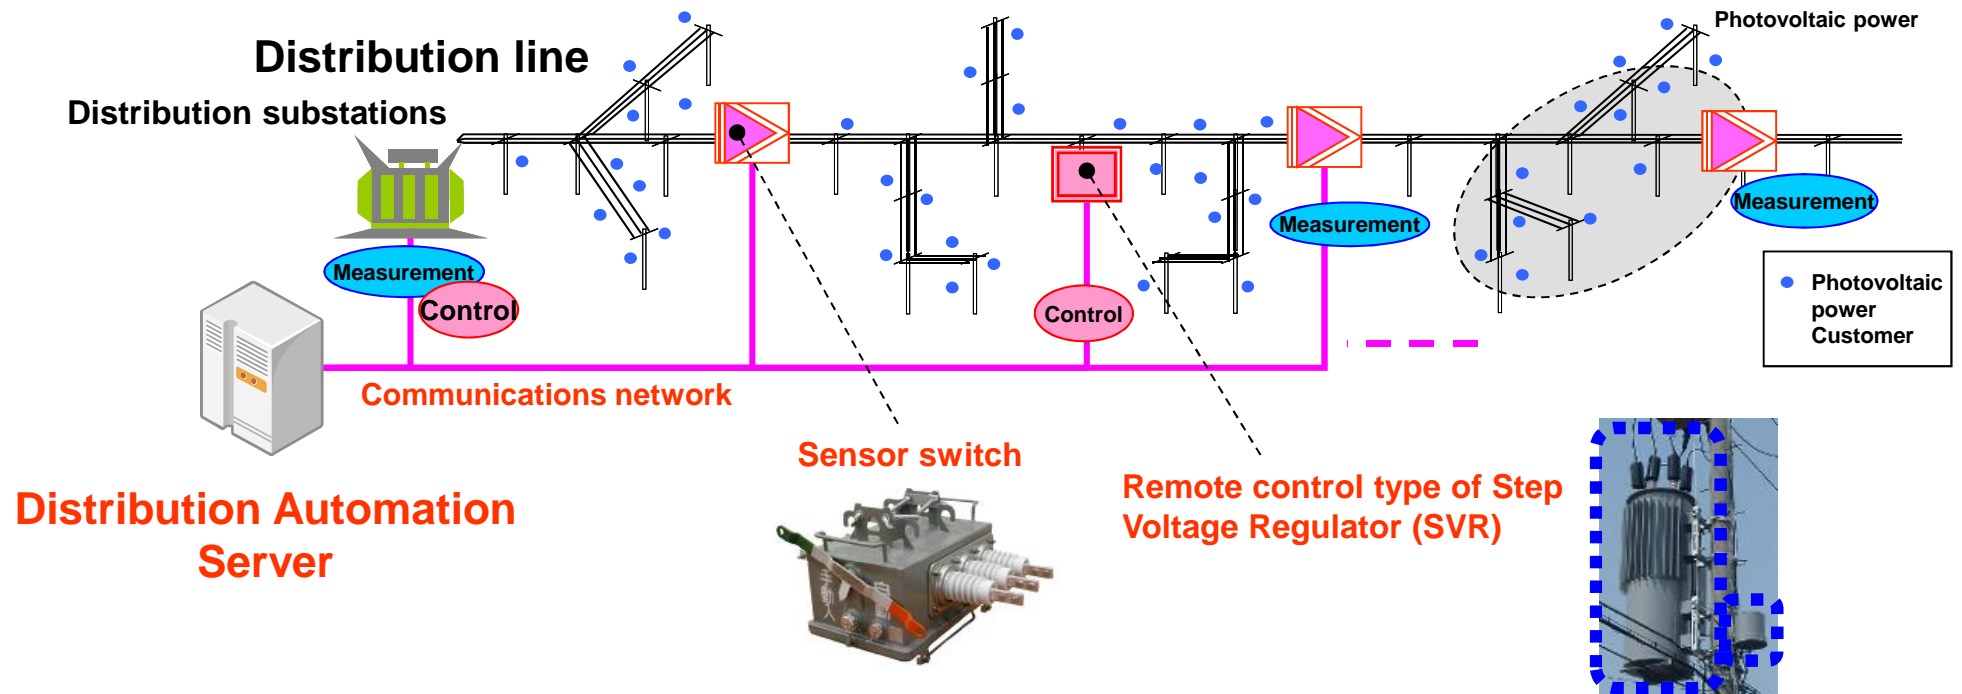 Photovoltaic power
Distribution line
Distribution substations
Measurement
Measurement
Measurement
Control
Control
Photovoltaic
power
Customer
Communications network
Sensor switch
Remote control type of Step
Voltage Regulator (SVR)
Distribution Automation
Server